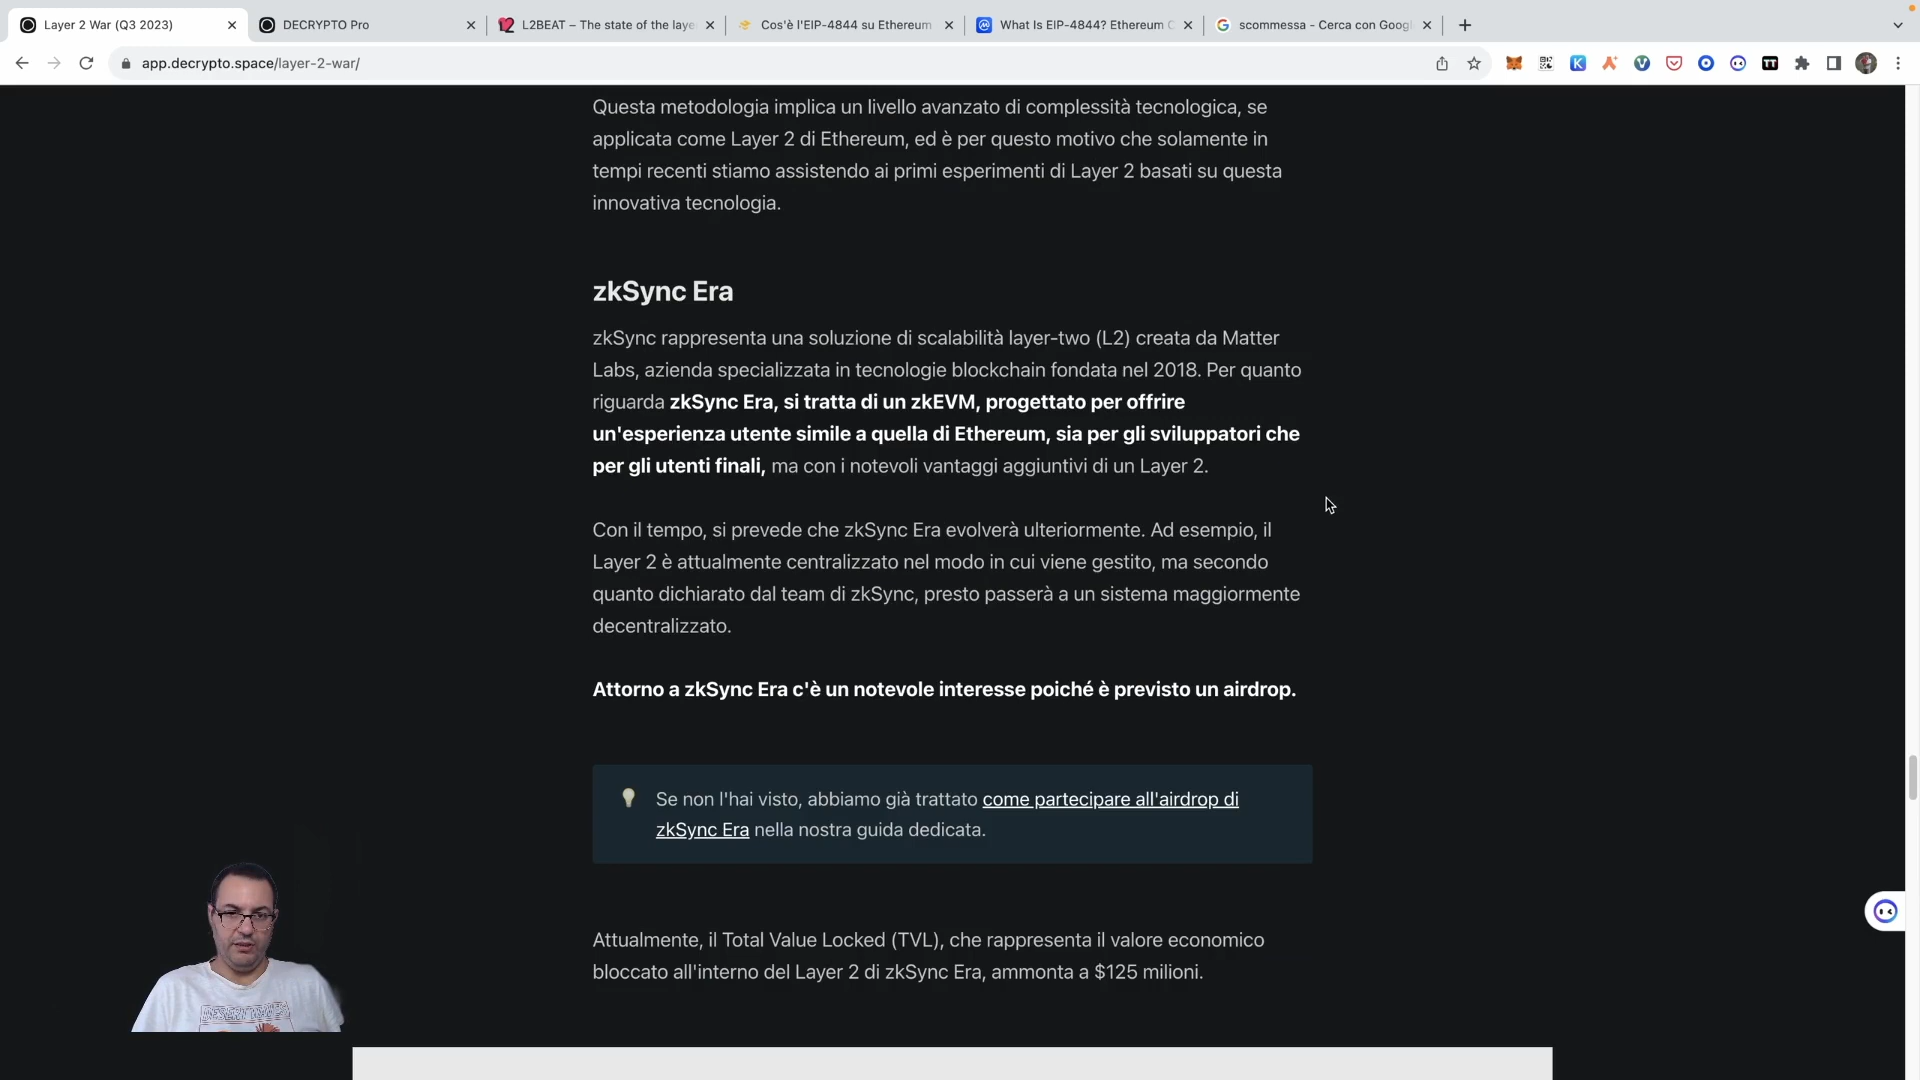 Layer 2 War (Q3 2023)
DECRYPTO Pro
L2BEAT – The state of the laye
Cos'è l'EIP-4844 su Ethereum
What Is EIP-4844? Ethereum C
scommessa - Cerca con Googl
app.decrypto.space/layer-2-war/
Questa metodologia implica un livello avanzato di complessità tecnologica, se
applicata come Layer 2 di Ethereum, ed è per questo motivo che solamente in
tempi recenti stiamo assistendo ai primi esperimenti di Layer 2 basati su questa
innovativa tecnologia.
zkSync Era
zkSync rappresenta una soluzione di scalabilità layer-two (L2) creata da Matter
Labs, azienda specializzata in tecnologie blockchain fondata nel 2018. Per quanto
riguarda zkSync Era, si tratta di un zkEVM, progettato per offrire
un'esperienza utente simile a quella di Ethereum, sia per gli sviluppatori che
per gli utenti finali, ma con i notevoli vantaggi aggiuntivi di un Layer 2.
Con il tempo, si prevede che zkSync Era evolverà ulteriormente. Ad esempio, il
Layer 2 è attualmente centralizzato nel modo in cui viene gestito, ma secondo
quanto dichiarato dal team di zkSync, presto passerà a un sistema maggiormente
decentralizzato.
Attorno a zkSync Era c'è un notevole interesse poiché è previsto un airdrop.
Se non l'hai visto, abbiamo già trattato come partecipare all'airdrop di
zkSync Era nella nostra guida dedicata.
Attualmente, il Total Value Locked (TVL), che rappresenta il valore economico
bloccato all'interno del Layer 2 di zkSync Era, ammonta a $125 milioni.